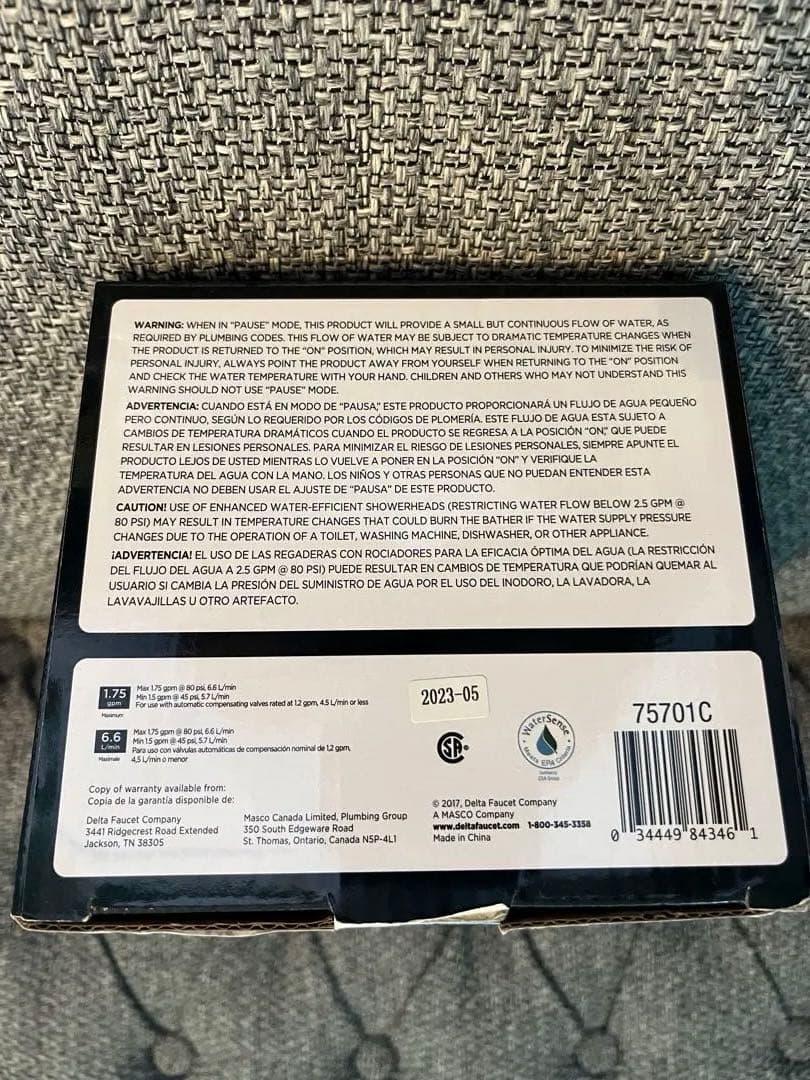 WARNING: WHEN IN "PAUSE" MODE, THIS PRODUCT WILL PROVIDE A SMALL BUT CONTINUOUS FLOW OF WATER, AS
REQUIRED BY PLUMBING CODES. THIS FLOW OF WATER MAY BE SUBJECT TO DRAMATIC TEMPERATURE CHANGES WHEN
THE PRODUCT IS RETURNED TO THE "ON" POSITION, WHICH MAY RESULT IN PERSONAL INJURY. TO MINIMIZE THE RISK OF
PERSONAL INJURY, ALWAYS POINT THE PRODUCT AWAY FROM YOURSELF WHEN RETURNING TO THE "ON" POSITION
AND CHECK THE WATER TEMPERATURE WITH YOUR HAND. CHILDREN AND OTHERS WHO MAY NOT UNDERSTAND THIS
WARNING SHOULD NOT USE "PAUSE" MODE.
ADVERTENCIA: CUANDO ESTÁ EN MODO DE "PAUSA," ESTE PRODUCTO PROPORCIONARÁ UN FLUJO DE AGUA PEQUEÑO
PERO CONTINUO, SEGÚN LO REQUERIDO POR LOS CÓDIGOS DE PLOMERÍA. ESTE FLUJO DE AGUA ESTA SUJETO A
CAMBIOS DE TEMPERATURA DRAMÁTICOS CUANDO EL PRODUCTO SE REGRESA A LA POSICIÓN "ON," QUE PUEDE
RESULTAR EN LESIONES PERSONALES. PARA MINIMIZAR EL RIESGO DE LESIONES PERSONALES, SIEMPRE APUNTE EL
PRODUCTO LEJOS DE USTED MIENTRAS LO VUELVE A PONER EN LA POSICIÓN "ON" Y VERIFIQUE LA
TEMPERATURA DEL AGUA CON LA MANO. LOS NIÑOS Y OTRAS PERSONAS QUE NO PUEDAN ENTENDER ESTA
ADVERTENCIA NO DEBEN USAR EL AJUSTE DE "PAUSA" DE ESTE PRODUCTO.
CAUTION! USE OF ENHANCED WATER-EFFICIENT SHOWERHEADS (RESTRICTING WATER FLOW BELOW 2.5 GPM @
80 PSI) MAY RESULT IN TEMPERATURE CHANGES THAT COULD BURN THE BATHER IF THE WATER SUPPLY PRESSURE
CHANGES DUE TO THE OPERATION OF A TOILET, WASHING MACHINE, DISHWASHER, OR OTHER APPLIANCE.
¡ADVERTENCIA! EL USO DE LAS REGADERAS CON ROCIADORES PARA LA EFICACIA ÓPTIMA DEL AGUA (LA RESTRICCIÓN
DEL FLUJO DEL AGUA A 2.5 GPM @ 80 PSI) PUEDE RESULTAR EN CAMBIOS DE TEMPERATURA QUE PODRÍAN QUEMAR AL
USUARIO SI CAMBIA LA PRESIÓN DEL SUMINISTRO DE AGUA POR EL USO DEL INODORO, LA LAVADORA, LA
LAVAVAJILLAS U OTRO ARTEFACTO.
1.75 gpm
Maximum
Max 1.75 gpm @ 80 psi, 6.6 L/min
Min 1.5 gpm @ 45 psi, 5.7 L/min
For use with automatic compensating valves rated at 1.2 gpm, 4.5 L/min or less
6.6 L/min
Maximale
Max 1.75 gpm @ 80 psi, 6.6 L/min
Min 1.5 gpm @ 45 psi, 5.7 L/min
Para uso con válvulas automáticas de compensación nominal de 1.2 gpm,
4,5 L/min o menor
2023-05
SA
WaterSense
Meets EPA Criteria
75701C
0 34449 84346 1
Copy of warranty available from:
Copia de la garantía disponible de:
Delta Faucet Company
3441 Ridgecrest Road Extended
Jackson, TN 38305
Masco Canada Limited, Plumbing Group
350 South Edgeware Road
St. Thomas, Ontario, Canada N5P-4L1
© 2017, Delta Faucet Company
A MASCO Company
www.deltafaucet.com 1-800-345-3358
Made in China